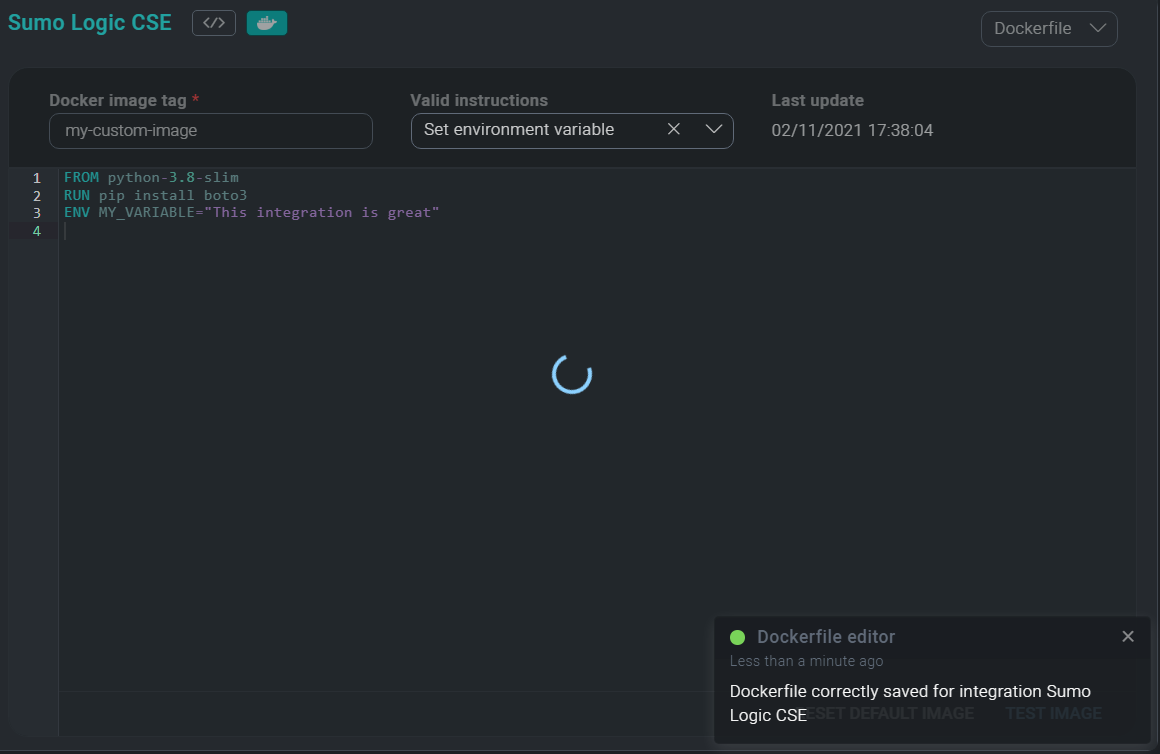 Sumo Logic CSE
</>
Dockerfile
Docker image tag *
Valid instructions
Last update
my-custom-image
Set environment variable
02/11/2021 17:38:04
1 FROM python-3.8-slim
2 RUN pip install boto3
3 ENV MY_VARIABLE="This integration is great"
4
Dockerfile editor
Less than a minute ago
Dockerfile correctly saved for integration Sumo
Logic CSE
DEFAULT IMAGE TEST IMAGE